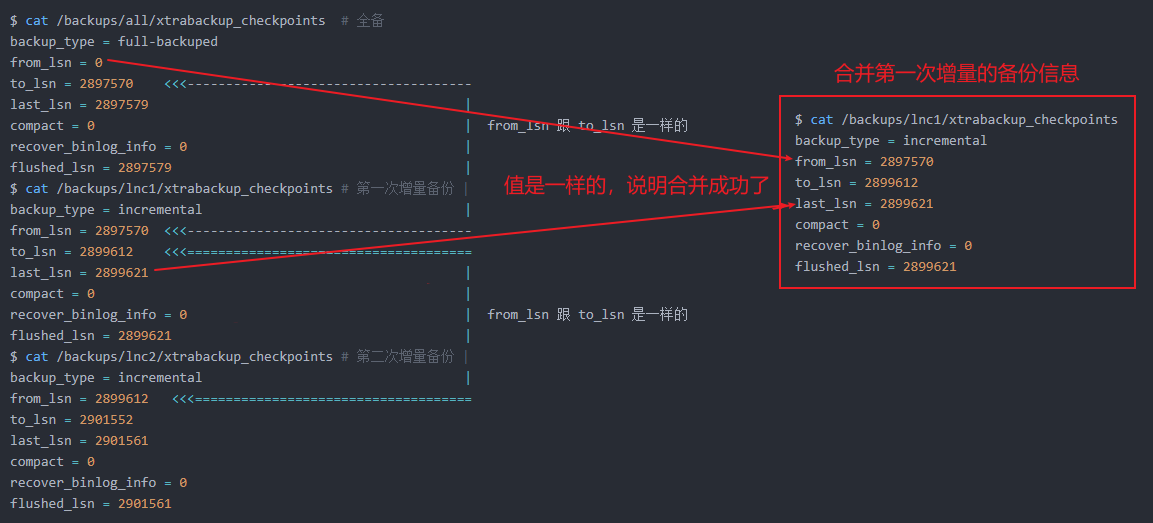 $ cat /backups/all/xtrabackup_checkpoints  # 全备
backup_type = full-backuped
from_lsn = 0
to_lsn = 2897570    <<<-------------------------------------
last_lsn = 2897579                                         |
compact = 0                                                |  from_lsn 跟 to_lsn 是一样的
recover_binlog_info = 0                                    |
flushed_lsn = 2897579                                      |
$ cat /backups/lnc1/xtrabackup_checkpoints # 第一次增量备份 |
backup_type = incremental                                  |
from_lsn = 2897570  <<<-------------------------------------
to_lsn = 2899612    <<<=====================================
last_lsn = 2899621                                         |
compact = 0                                                |
recover_binlog_info = 0                                    |  from_lsn 跟 to_lsn 是一样的
flushed_lsn = 2899621                                      |
$ cat /backups/lnc2/xtrabackup_checkpoints # 第二次增量备份 |
backup_type = incremental                                  |
from_lsn = 2899612   <<<====================================
to_lsn = 2901552
last_lsn = 2901561
compact = 0
recover_binlog_info = 0
flushed_lsn = 2901561
值是一样的，说明合并成功了
合并第一次增量的备份信息
$ cat /backups/lnc1/xtrabackup_checkpoints
backup_type = incremental
from_lsn = 2897570
to_lsn = 2899612
last_lsn = 2899621
compact = 0
recover_binlog_info = 0
flushed_lsn = 2899621